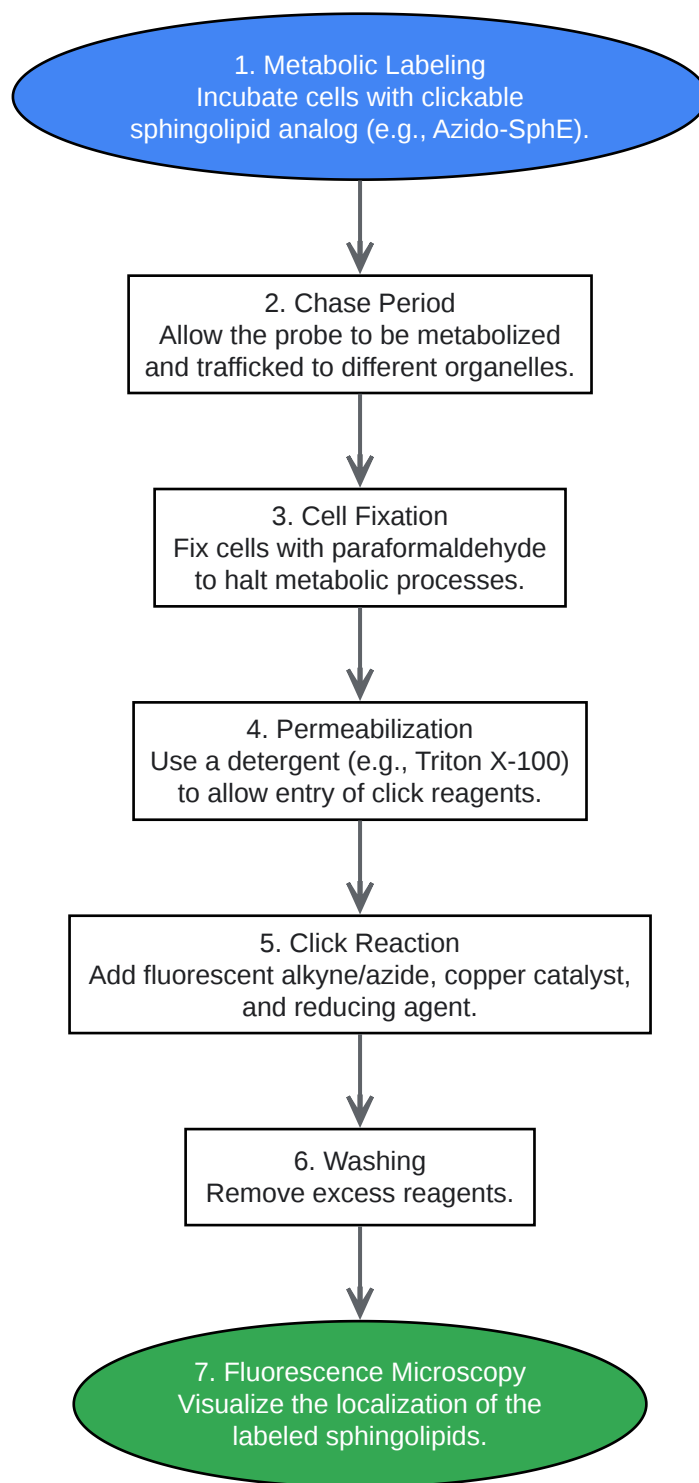 1. Metabolic Labeling
Incubate cells with clickable
sphingolipid analog (e.g., Azido-SphE).
2. Chase Period
Allow the probe to be metabolized
and trafficked to different organelles.
3. Cell Fixation
Fix cells with paraformaldehyde
to halt metabolic processes.
4. Permeabilization
Use a detergent (e.g., Triton X-100)
to allow entry of click reagents.
5. Click Reaction
Add fluorescent alkyne/azide, copper catalyst,
and reducing agent.
6. Washing
Remove excess reagents.
7. Fluorescence Microscopy
Visualize the localization of the
labeled sphingolipids.